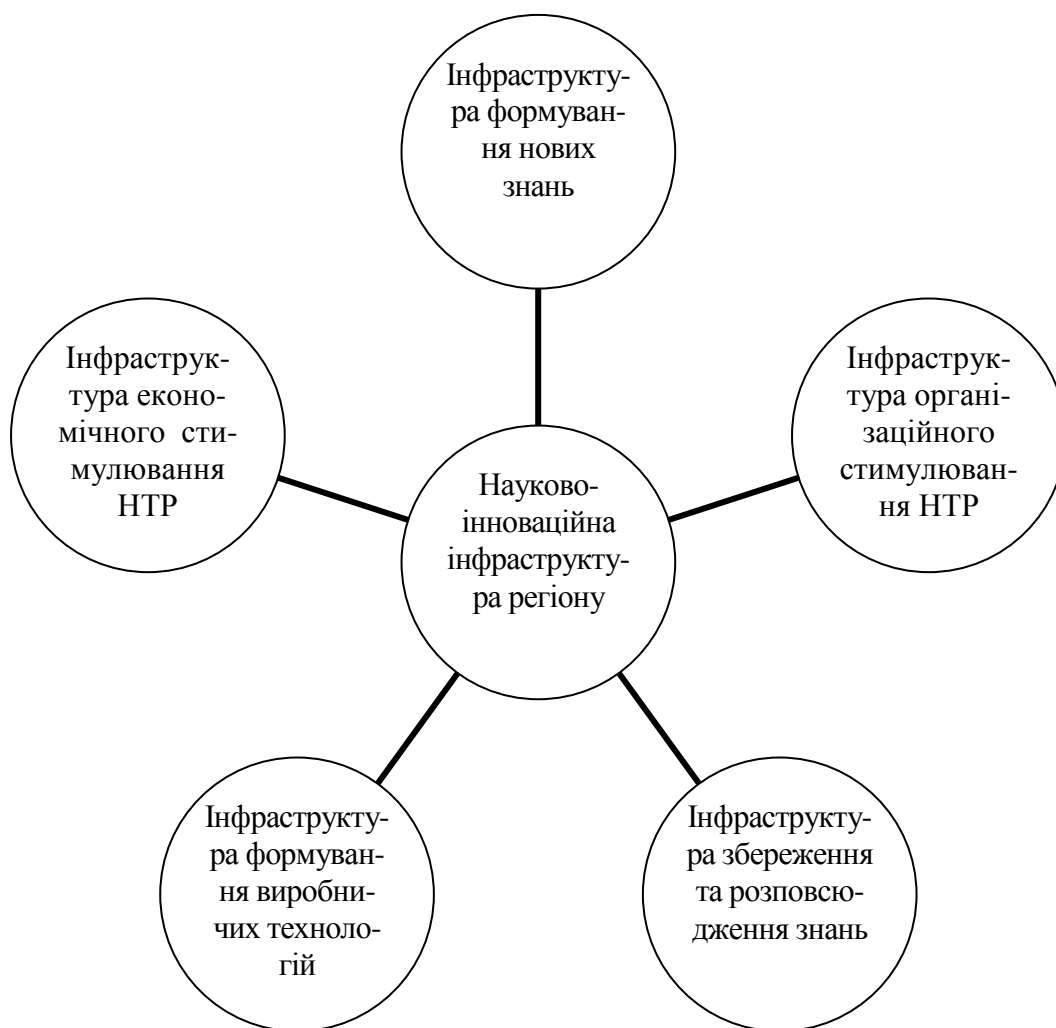 Інфраструкту-
ра формуван-
ня нових
знань
Інфраструк-
тура еконо-
мічного сти-
мулювання
НТР
Інфраструк-
тура органі-
заційного
стимулюван-
ня НТР
Науково-
інноваційна
інфраструкту-
ра регіону
Інфраструкту-
ра формуван-
ня виробни-
чих техноло-
гій
Інфраструкту-
ра збереження
та розповсю-
дження знань